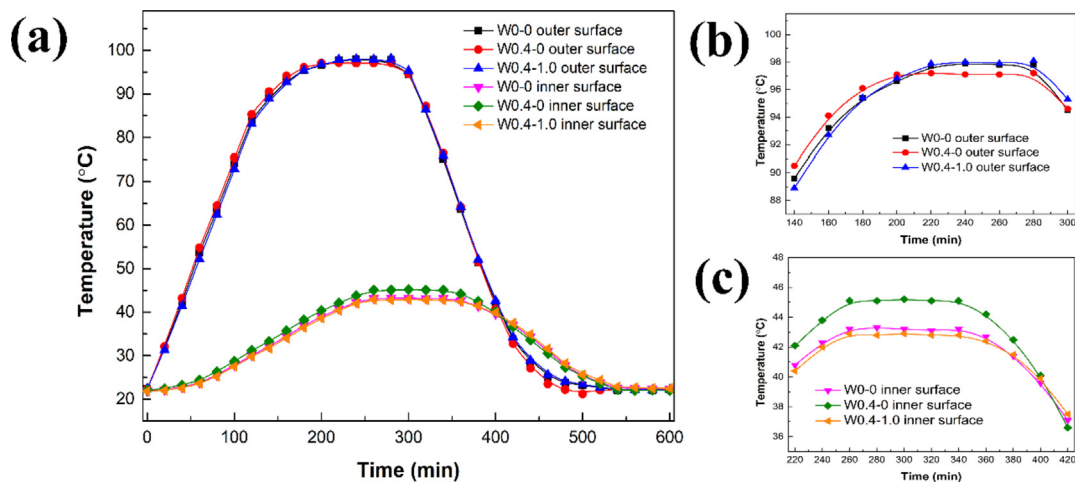 (a)
W0-0 outer surface
W0.4-0 outer surface
W0.4-1.0 outer surface
W0-0 inner surface
W0.4-0 inner surface
W0.4-1.0 inner surface
Temperature (°C)
100
90
80
70
60
50
40
30
20
0 100 200 300 400 500 600
Time (min)
(b)
W0-0 outer surface
W0.4-0 outer surface
W0.4-1.0 outer surface
Temperature (°C)
100
98
96
94
92
90
88
140 160 180 200 220 240 260 280 300
Time (min)
(c)
W0-0 inner surface
W0.4-0 inner surface
W0.4-1.0 inner surface
Temperature (°C)
48
46
44
42
40
38
36
220 240 260 280 300 320 340 360 380 400 420
Time (min)